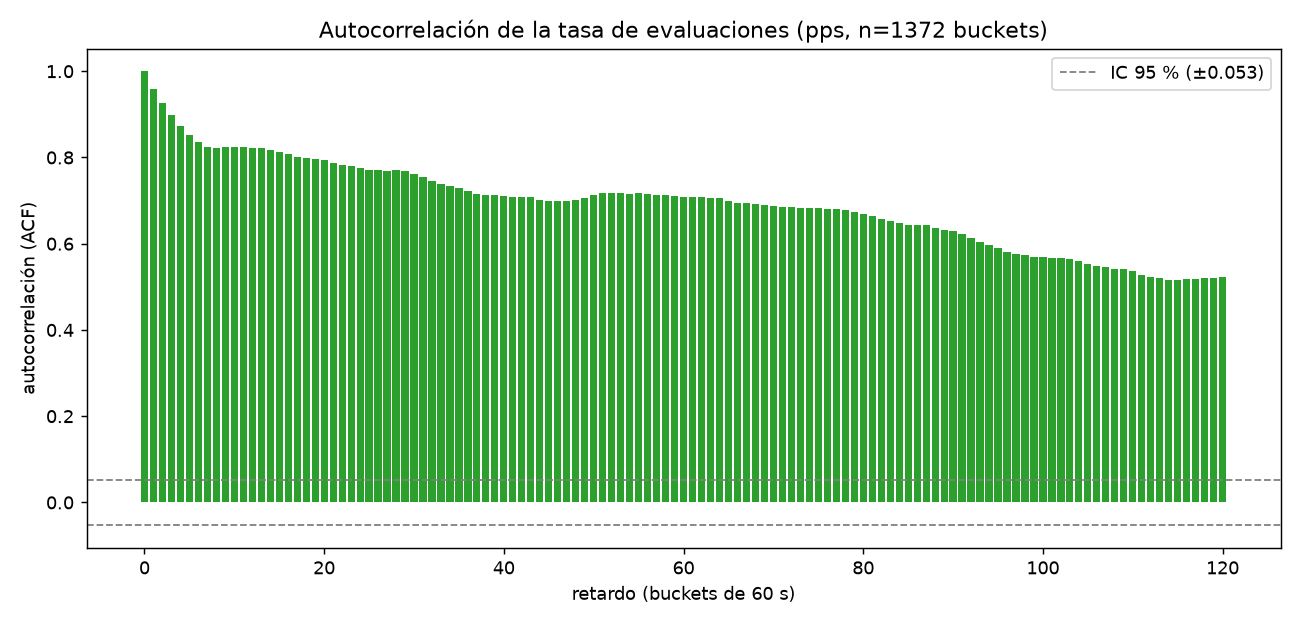 Autocorrelación de la tasa de evaluaciones (pps, n=1372 buckets)
IC 95 % (±0.053)
autocorrelación (ACF)
1.0
0.8
0.6
0.4
0.2
0.0
0 20 40 60 80 100 120
retardo (buckets de 60 s)